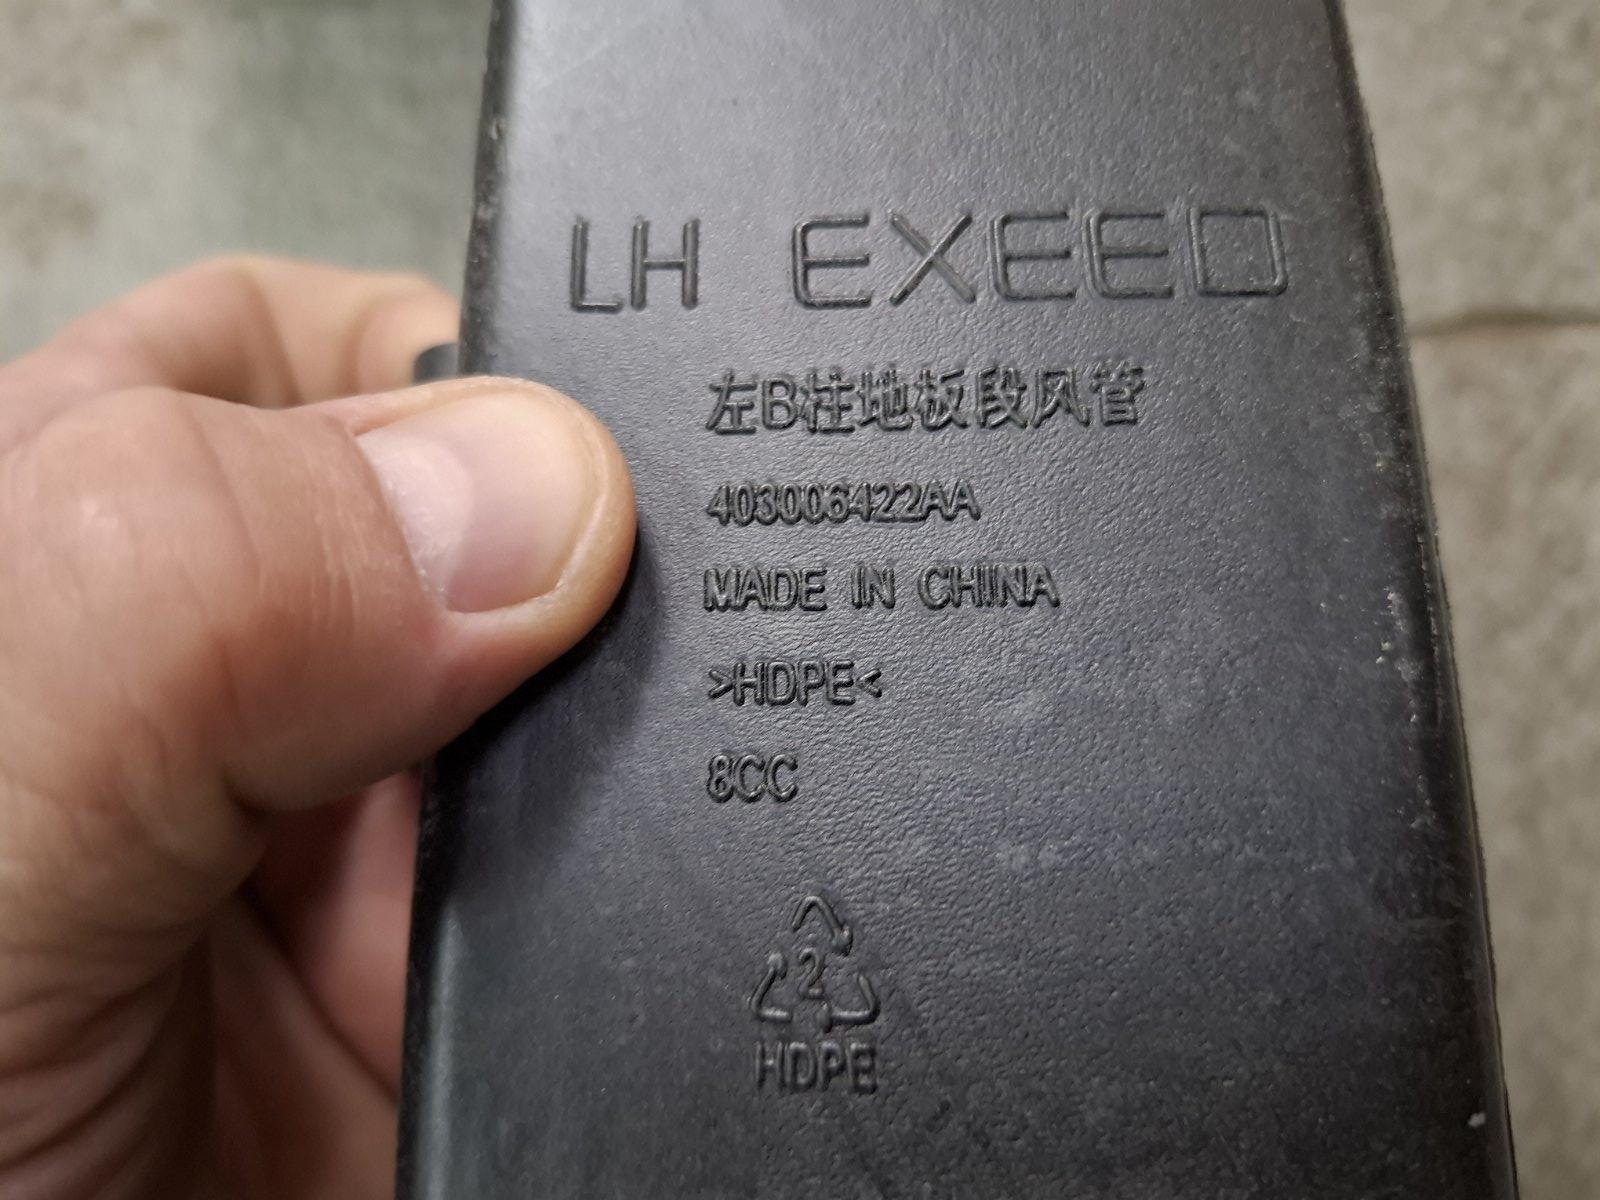 LH EXEED
左B柱地板段风管
403006422AA
MADE IN CHINA
>HDPE<
8CC
2
HDPE